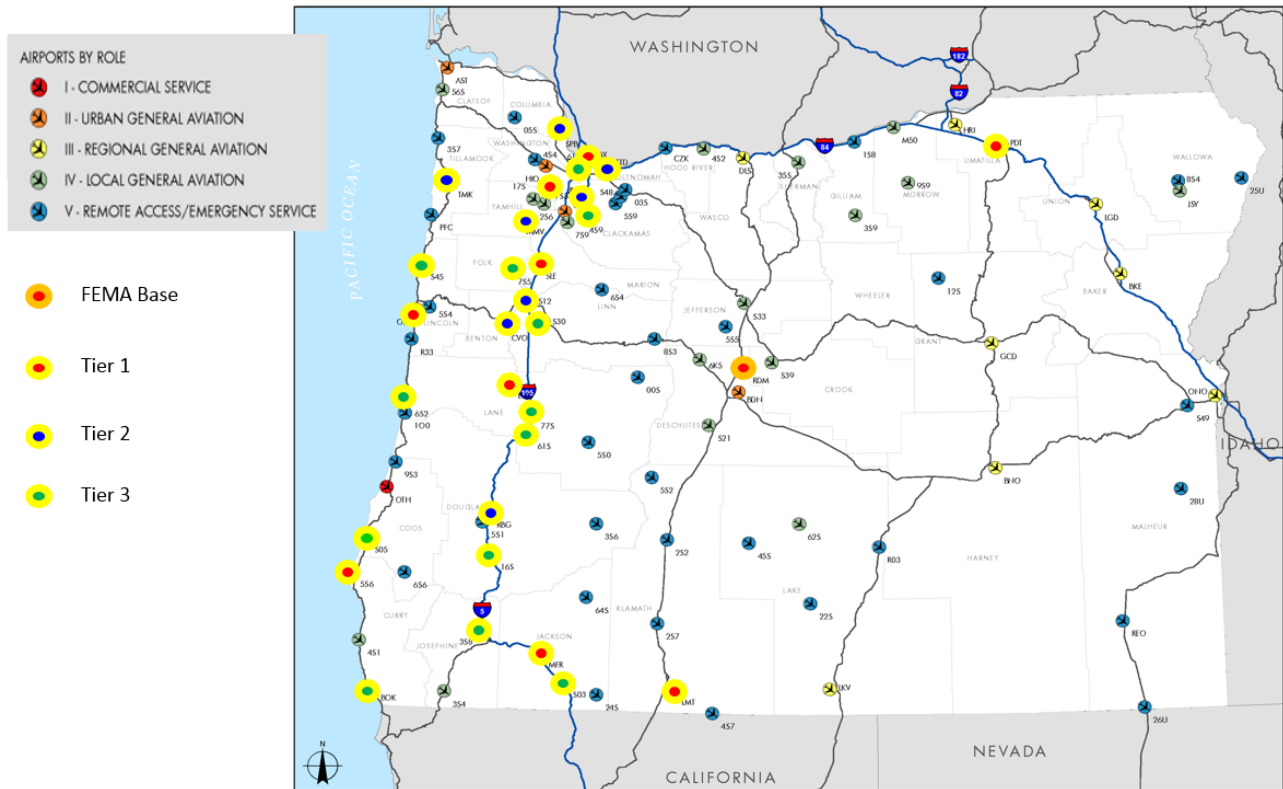 AIRPORTS BY ROLE
I - COMMERCIAL SERVICE
II - URBAN GENERAL AVIATION
III - REGIONAL GENERAL AVIATION
IV - LOCAL GENERAL AVIATION
V - REMOTE ACCESS/EMERGENCY SERVICE
FEMA Base
Tier 1
Tier 2
Tier 3
WASHINGTON
182
82
84
AST
56S
CLATSOP
COLUMBIA
05S
SPB
WASHINGTON
4S4
HIO
3S7
TILLAMOOK
TMK
PFC
17S
YAMHILL
2S6
7S9
4S9
CLACKAMAS
S48
MULTNOMAH
03S
5S9
CZK
4S2
HOOD RIVER
DLS
35S
SHERMAN
WASCO
1S8
GILLIAM
M50
9S9
MORROW
3S9
HRI
PDT
UMATILLA
WALLOWA
8S4
JSY
25U
UNION
LGD
BKE
BAKER
PACIFIC OCEAN
S45
POLK
7S5
SLE
MARION
6S4
LINN
S12
S30
CVO
BENTON
5S4
LINCOLN
R33
JEFFERSON
S33
5S5
8S3
6K5
S39
RDM
BDN
CROOK
WHEELER
12S
GRANT
GCD
ONO
S49
IDAHO
00S
LANE
77S
61S
6S2
1O0
DESCHUTES
S21
5S0
5S2
9S3
OTH
COOS
DOUGLAS
RBG
5S1
3S6
2S2
45S
62S
BNO
28U
MALHEUR
HARNEY
R03
S05
5S6
6S6
16S
CURRY
64S
KLAMATH
LAKE
22S
2S7
REO
5
3S8
JOSEPHINE
JACKSON
MFR
4S1
BOK
3S4
S03
24S
LMT
4S7
LKV
26U
N
CALIFORNIA
NEVADA